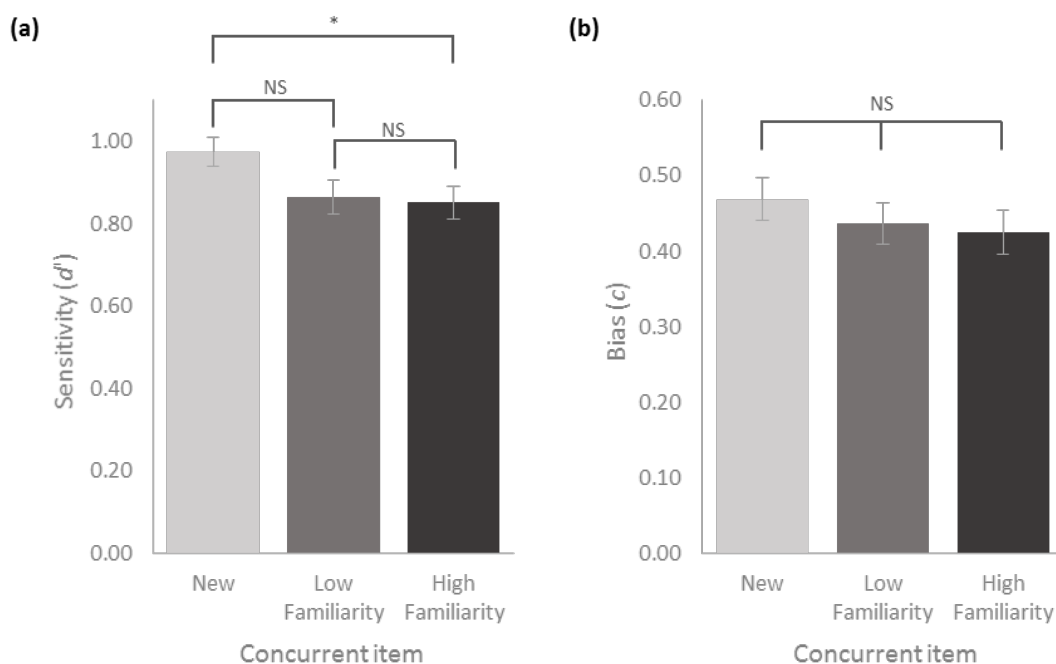 (a)
*
NS
NS
1.00
0.80
0.60
0.40
0.20
0.00
Sensitivity (d')
New
Low
Familiarity
High
Familiarity
Concurrent item
(b)
NS
0.60
0.50
0.40
0.30
0.20
0.10
0.00
Bias (c)
New
Low
Familiarity
High
Familiarity
Concurrent item